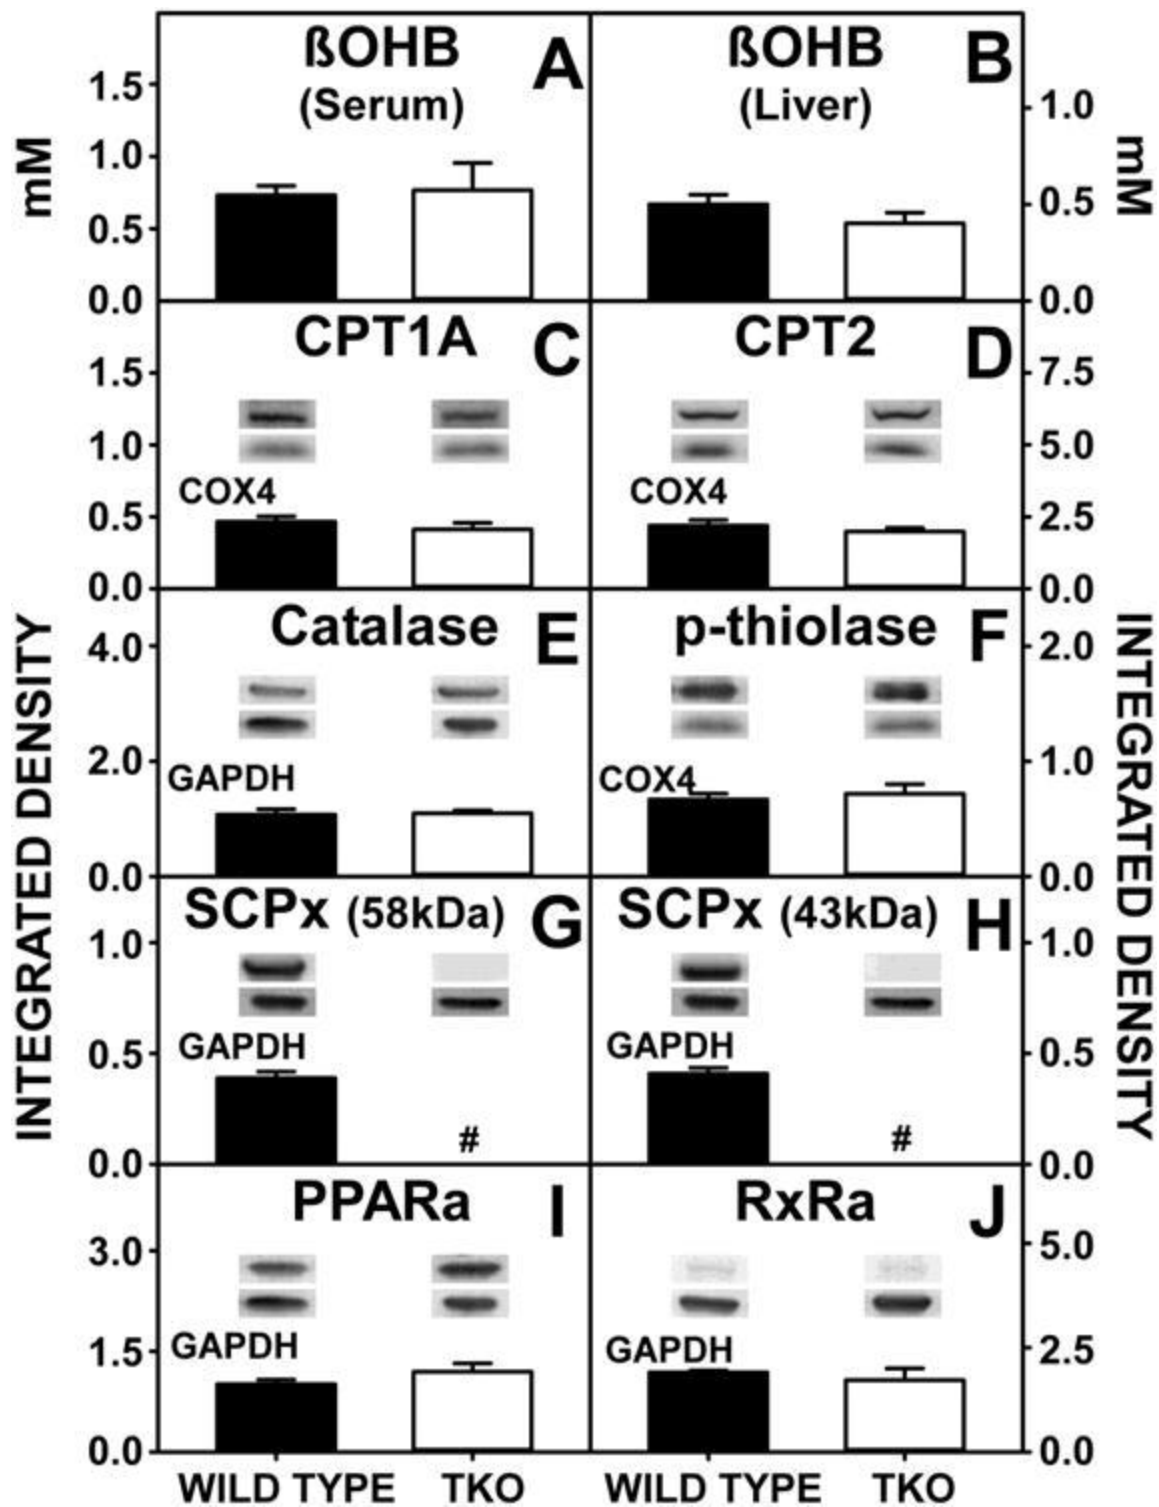 ßOHB
(Serum)
A
ßOHB
(Liver)
B
1.5
1.0
0.5
0.0
mM
1.0
0.5
0.0
mM
CPT1A
C
COX4
CPT2
D
COX4
1.5
1.0
0.5
0.0
7.5
5.0
2.5
0.0
Catalase
E
GAPDH
p-thiolase
F
COX4
4.0
2.0
0.0
2.0
1.0
0.0
INTEGRATED DENSITY
INTEGRATED DENSITY
SCPx (58kDa)
G
GAPDH
#
SCPx (43kDa)
H
GAPDH
#
1.0
0.5
0.0
1.0
0.5
0.0
PPARa
I
GAPDH
RxRa
J
GAPDH
3.0
1.5
0.0
5.0
2.5
0.0
WILD TYPE TKO
WILD TYPE TKO